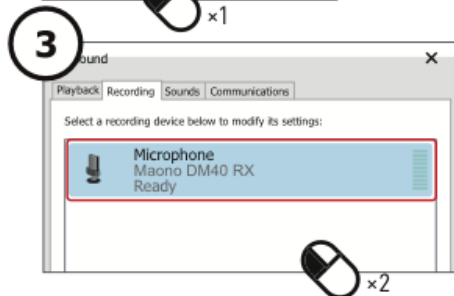 ×1
3
ound
×
Playback Recording Sounds Communications
Select a recording device below to modify its settings:
Microphone
Maono DM40 RX
Ready
×2